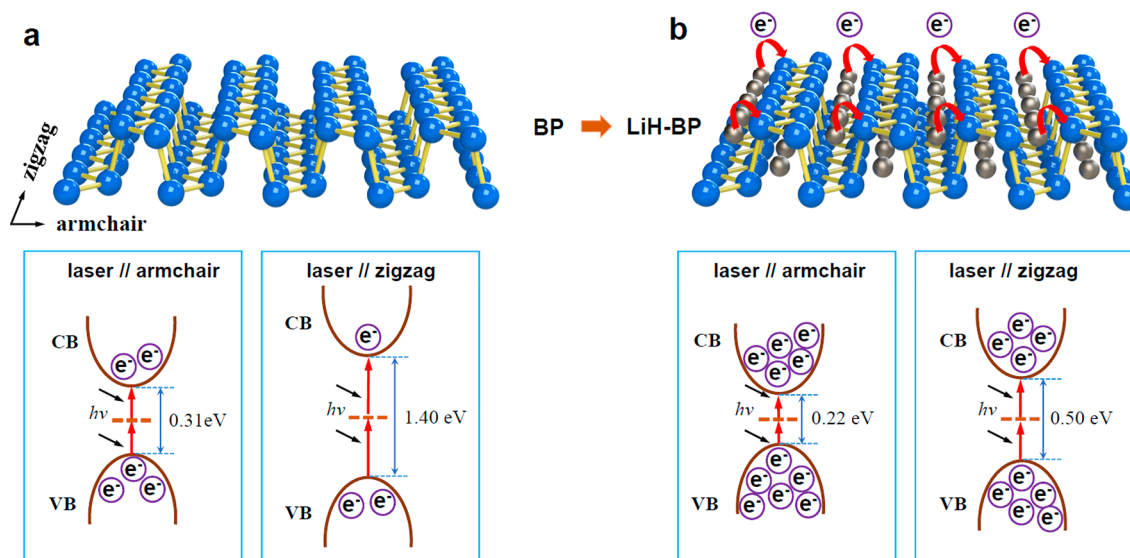 a
zigzag
armchair
BP
LiH-BP
b
e⁻ e⁻ e⁻ e⁻
laser // armchair
CB
e⁻ e⁻
hν
0.31eV
VB
e⁻ e⁻ e⁻
laser // zigzag
CB
e⁻
hν
1.40 eV
VB
e⁻ e⁻
laser // armchair
CB
e⁻ e⁻ e⁻ e⁻ e⁻
hν
0.22 eV
VB
e⁻ e⁻ e⁻ e⁻ e⁻ e⁻
laser // zigzag
CB
e⁻ e⁻ e⁻ e⁻
hν
0.50 eV
VB
e⁻ e⁻ e⁻ e⁻ e⁻